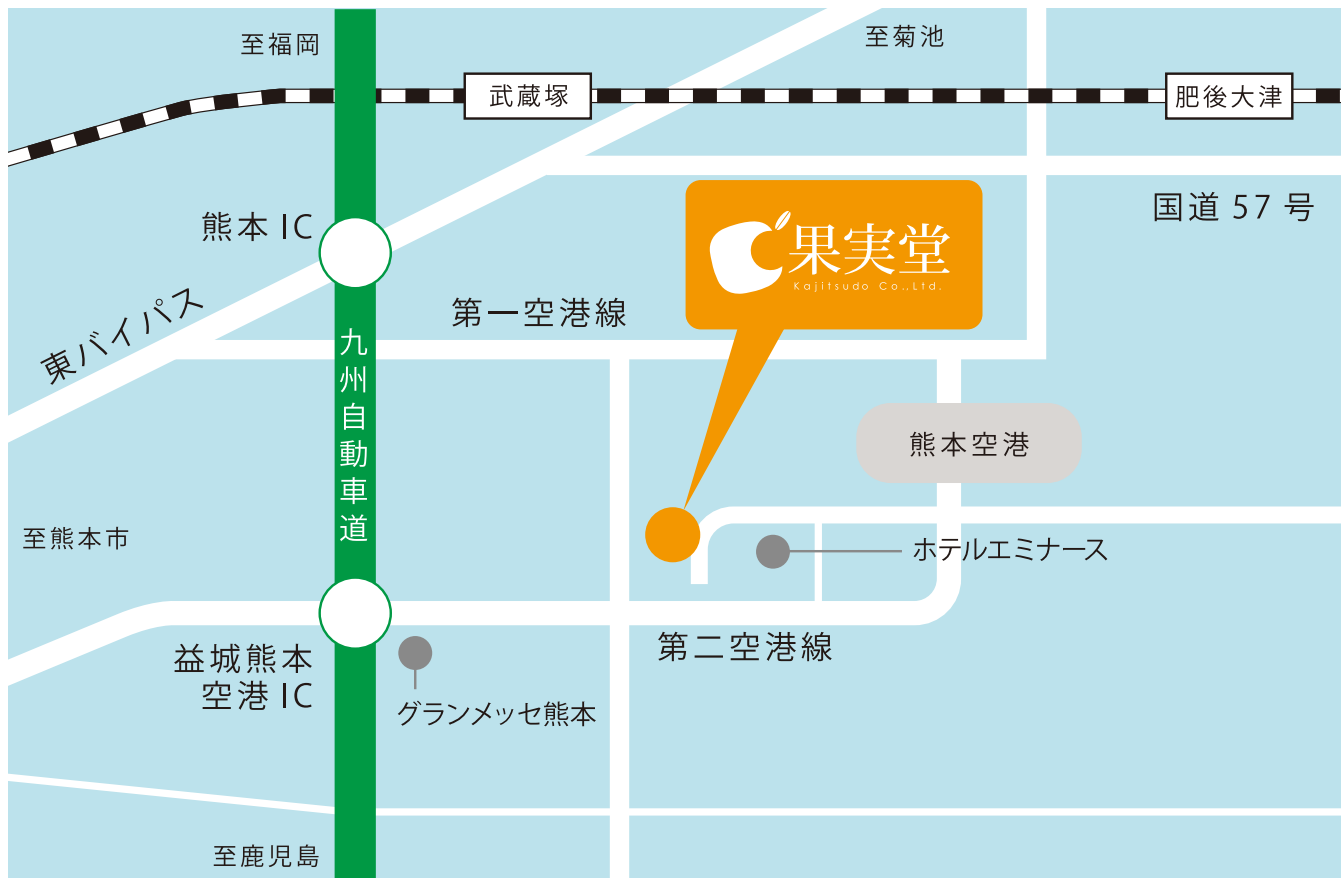 至福岡
至菊池
武蔵塚
肥後大津
国道 57 号
熊本 IC
果実堂
Kajitsudo Co.,Ltd.
第一空港線
東バイパス
九州自動車道
熊本空港
至熊本市
ホテルエミナース
第二空港線
益城熊本
空港 IC
グランメッセ熊本
至鹿児島